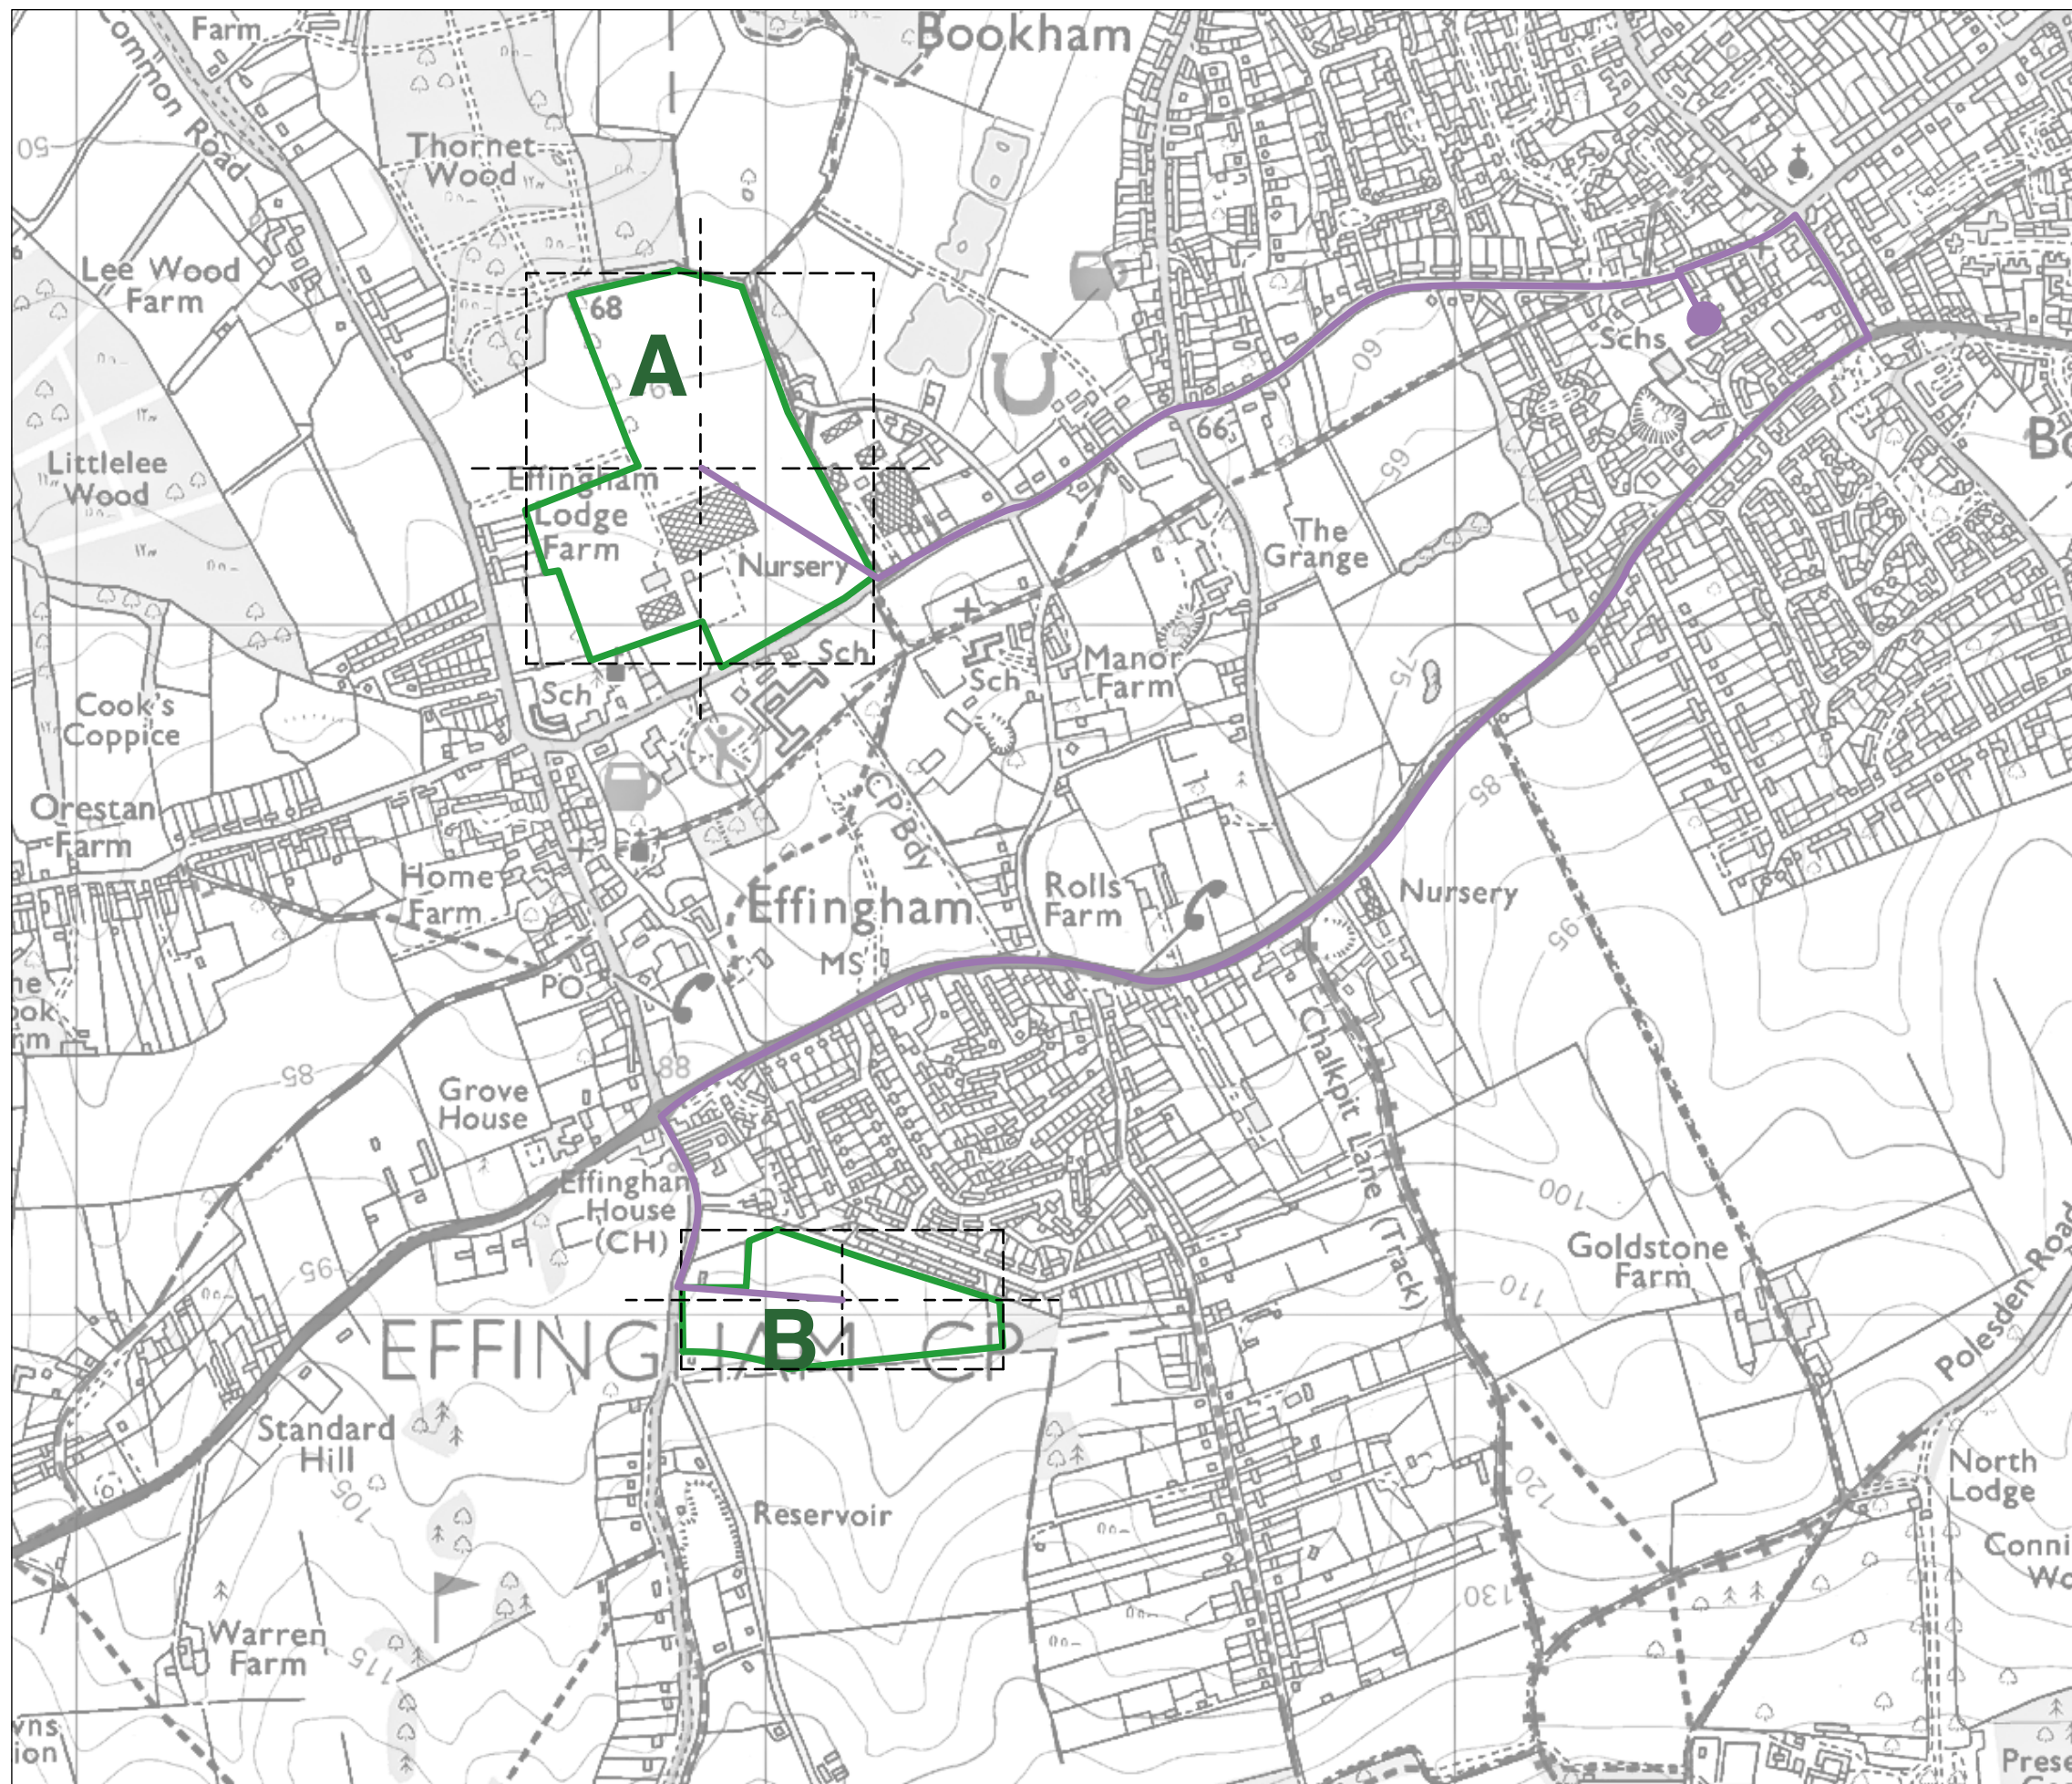 Farm
Bookham
Common Road
50
Thornet
Wood
Lee Wood
Farm
68
A
Schs
60
66
65
Littlelee
Wood
Effingham
Lodge
Farm
Nursery
The
Grange
Sch
Sch
Sch
Manor
Farm
75
Cook's
Coppice
Orestan
Farm
85
Home
Farm
CP Bdy
Effingham
Rolls
Farm
Nursery
95
MS
PO
88
85
Grove
House
Chalkpit Lane (Track)
Effingham
House
(CH)
100
Goldstone
Farm
95
110
B
EFFINGHAM CP
Polesden Road
Standard
Hill
105
120
North
Lodge
Reservoir
130
Warren
Farm
115